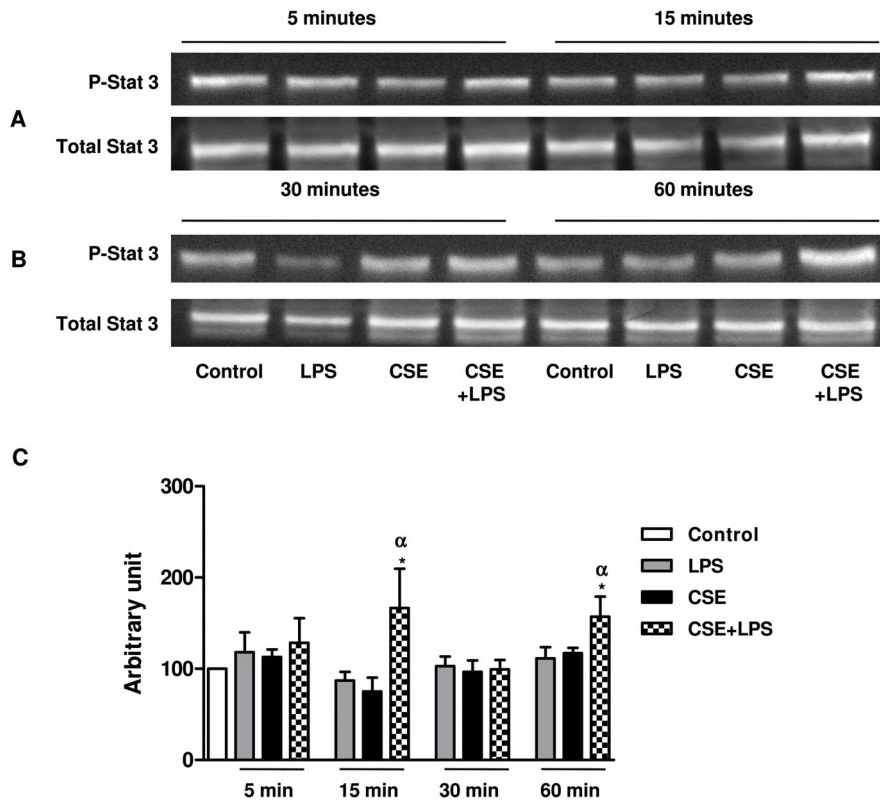 5 minutes 15 minutes
P-Stat 3
A
Total Stat 3
30 minutes 60 minutes
P-Stat 3
B
Total Stat 3
Control LPS CSE CSE +LPS Control LPS CSE CSE +LPS
C
300
200
100
0
Arbitrary unit
α
*
α
*
5 min 15 min 30 min 60 min
Control
LPS
CSE
CSE+LPS